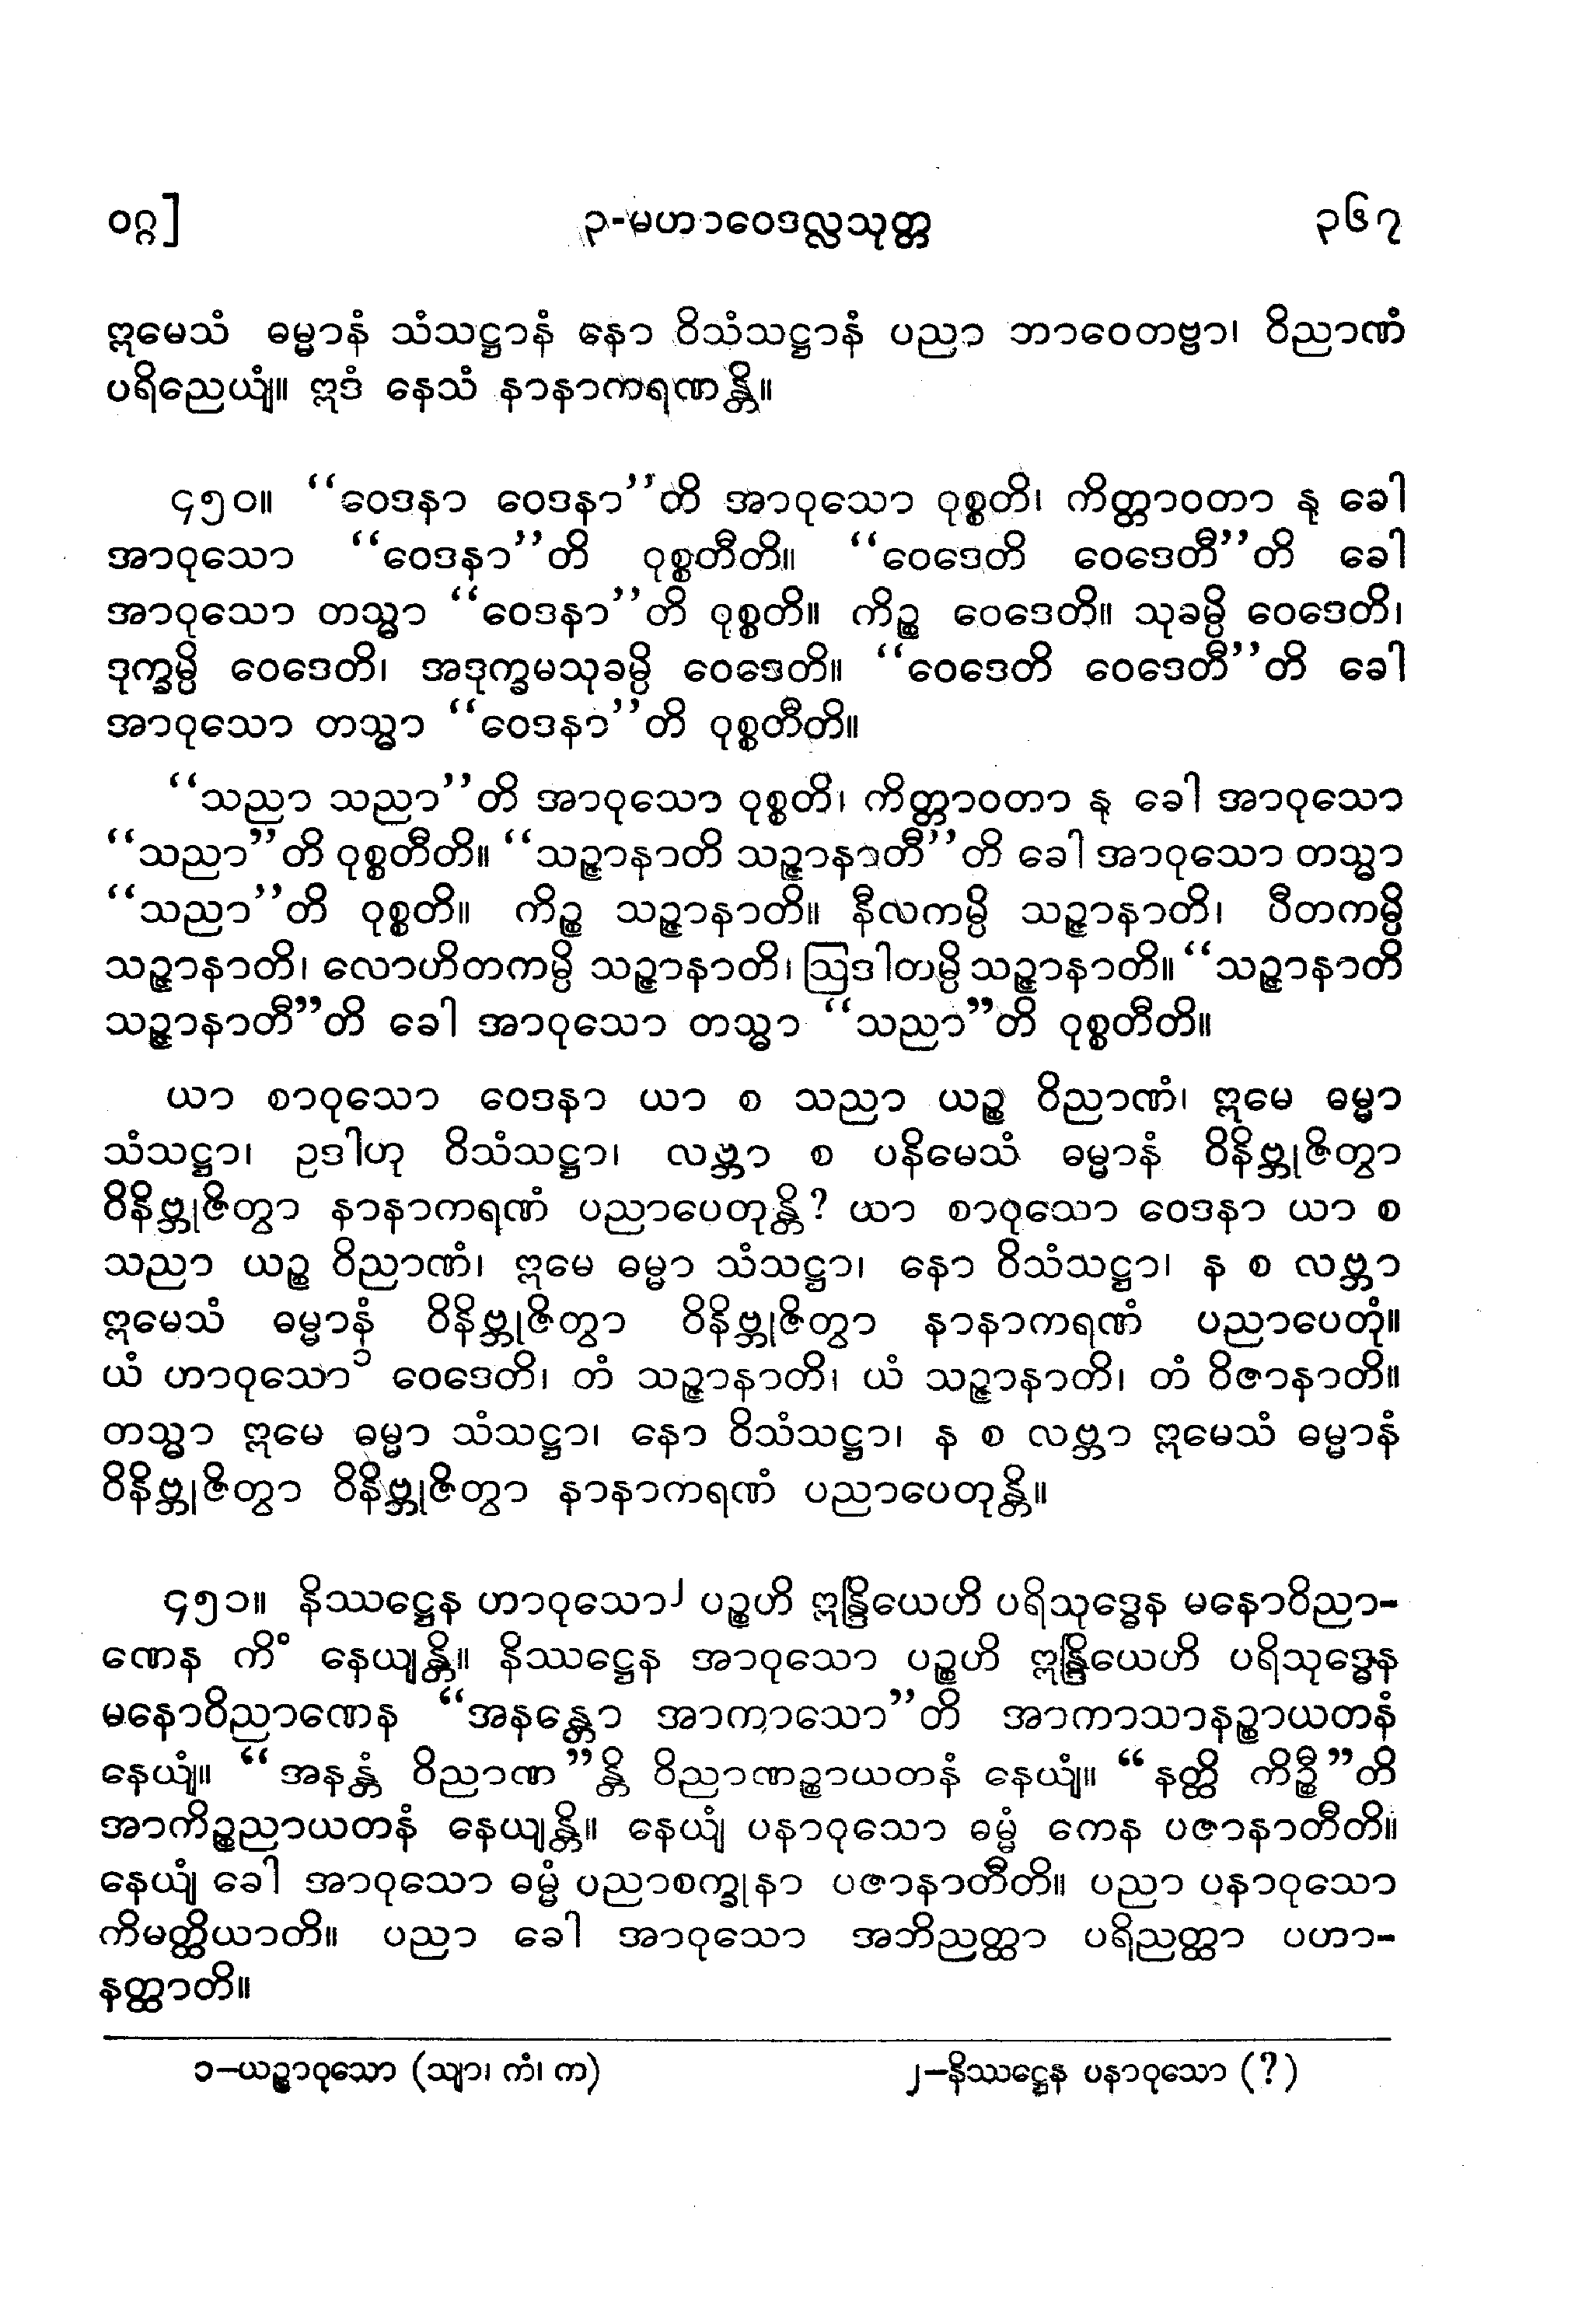 ၀ဂ္ဂ]
၃-မဟာဝေဒလ္လသုတ္တ
၃၆၇
ဣမေသံ ဓမ္မာနံ သံသဋ္ဌာနံ နော ဝိသံသဋ္ဌာနံ ပညာ ဘာဝေတဗ္ဗာ၊ ဝိညာဏံ
ပရိညေယျံ။ ဣဒံ နေသံ နာနာကရဏန္တိ။
၄၅၀။ “ဝေဒနာ ဝေဒနာ”တိ အာဝုသော ဝုစ္စတိ၊ ကိတ္တာဝတာ နု ခေါ
အာဝုသော “ဝေဒနာ”တိ ဝုစ္စတီတိ။ “ဝေဒေတိ ဝေဒေတီ”တိ ခေါ
အာဝုသော တသ္မာ “ဝေဒနာ”တိ ဝုစ္စတိ။ ကိဉ္စ ဝေဒေတိ။ သုခမ္ပိ ဝေဒေတိ၊
ဒုက္ခမ္ပိ ဝေဒေတိ၊ အဒုက္ခမသုခမ္ပိ ဝေဒေတိ။ “ဝေဒေတိ ဝေဒေတီ”တိ ခေါ
အာဝုသော တသ္မာ “ဝေဒနာ”တိ ဝုစ္စတီတိ။
“သညာ သညာ”တိ အာဝုသော ဝုစ္စတိ၊ ကိတ္တာဝတာ နု ခေါ အာဝုသော
“သညာ”တိ ဝုစ္စတီတိ။ “သဉ္ဇာနာတိ သဉ္ဇာနာတီ”တိ ခေါ အာဝုသော တသ္မာ
“သညာ”တိ ဝုစ္စတိ။ ကိဉ္စ သဉ္ဇာနာတိ။ နီလကမ္ပိ သဉ္ဇာနာတိ၊ ပီတကမ္ပိ
သဉ္ဇာနာတိ၊ လောဟိတကမ္ပိ သဉ္ဇာနာတိ၊ ဩဒါတမ္ပိ သဉ္ဇာနာတိ။ “သဉ္ဇာနာတိ
သဉ္ဇာနာတီ”တိ ခေါ အာဝုသော တသ္မာ “သညာ”တိ ဝုစ္စတီတိ။
ယာ စာဝုသော ဝေဒနာ ယာ စ သညာ ယဉ္စ ဝိညာဏံ၊ ဣမေ ဓမ္မာ
သံသဋ္ဌာ၊ ဥဒါဟု ဝိသံသဋ္ဌာ၊ လဗ္ဘာ စ ပနိမေသံ ဓမ္မာနံ ဝိနိဗ္ဘုဇိတွာ
ဝိနိဗ္ဘုဇိတွာ နာနာကရဏံ ပညာပေတုန္တိ? ယာ စာဝုသော ဝေဒနာ ယာ စ
သညာ ယဉ္စ ဝိညာဏံ၊ ဣမေ ဓမ္မာ သံသဋ္ဌာ၊ နော ဝိသံသဋ္ဌာ၊ န စ လဗ္ဘာ
ဣမေသံ ဓမ္မာနံ ဝိနိဗ္ဘုဇိတွာ ဝိနိဗ္ဘုဇိတွာ နာနာကရဏံ ပညာပေတုံ။
ယံ ဟာဝုသော၁ ဝေဒေတိ၊ တံ သဉ္ဇာနာတိ၊ ယံ သဉ္ဇာနာတိ၊ တံ ဝိဇာနာတိ။
တသ္မာ ဣမေ ဓမ္မာ သံသဋ္ဌာ၊ နော ဝိသံသဋ္ဌာ၊ န စ လဗ္ဘာ ဣမေသံ ဓမ္မာနံ
ဝိနိဗ္ဘုဇိတွာ ဝိနိဗ္ဘုဇိတွာ နာနာကရဏံ ပညာပေတုန္တိ။
၄၅၁။ နိဿဋ္ဌေန ဟာဝုသော၂ ပဉ္စဟိ ဣန္ဒြိယေဟိ ပရိသုဒ္ဓေန မနောဝိညာ-
ဏေန ကိံ နေယျန္တိ။ နိဿဋ္ဌေန အာဝုသော ပဉ္စဟိ ဣန္ဒြိယေဟိ ပရိသုဒ္ဓေန
မနောဝိညာဏေန “အနန္တော အာကာသော”တိ အာကာသာနဉ္စာယတနံ
နေယျံ။ “အနန္တံ ဝိညာဏ”န္တိ ဝိညာဏဉ္စာယတနံ နေယျံ။ “နတ္ထိ ကိဉ္စီ”တိ
အာကိဉ္စညာယတနံ နေယျန္တိ။ နေယျံ ပနာဝုသော ဓမ္မံ ကေန ပဇာနာတီတိ။
နေယျံ ခေါ အာဝုသော ဓမ္မံ ပညာစက္ခုနာ ပဇာနာတီတိ။ ပညာ ပနာဝုသော
ကိမတ္ထိယာတိ။ ပညာ ခေါ အာဝုသော အဘိညတ္ထာ ပရိညတ္ထာ ပဟာ-
နတ္ထာတိ။
၁-ယဉ္စာဝုသော (သျာ၊ ကံ၊ က)
၂-နိဿဋ္ဌေန ပနာဝုသော (?)